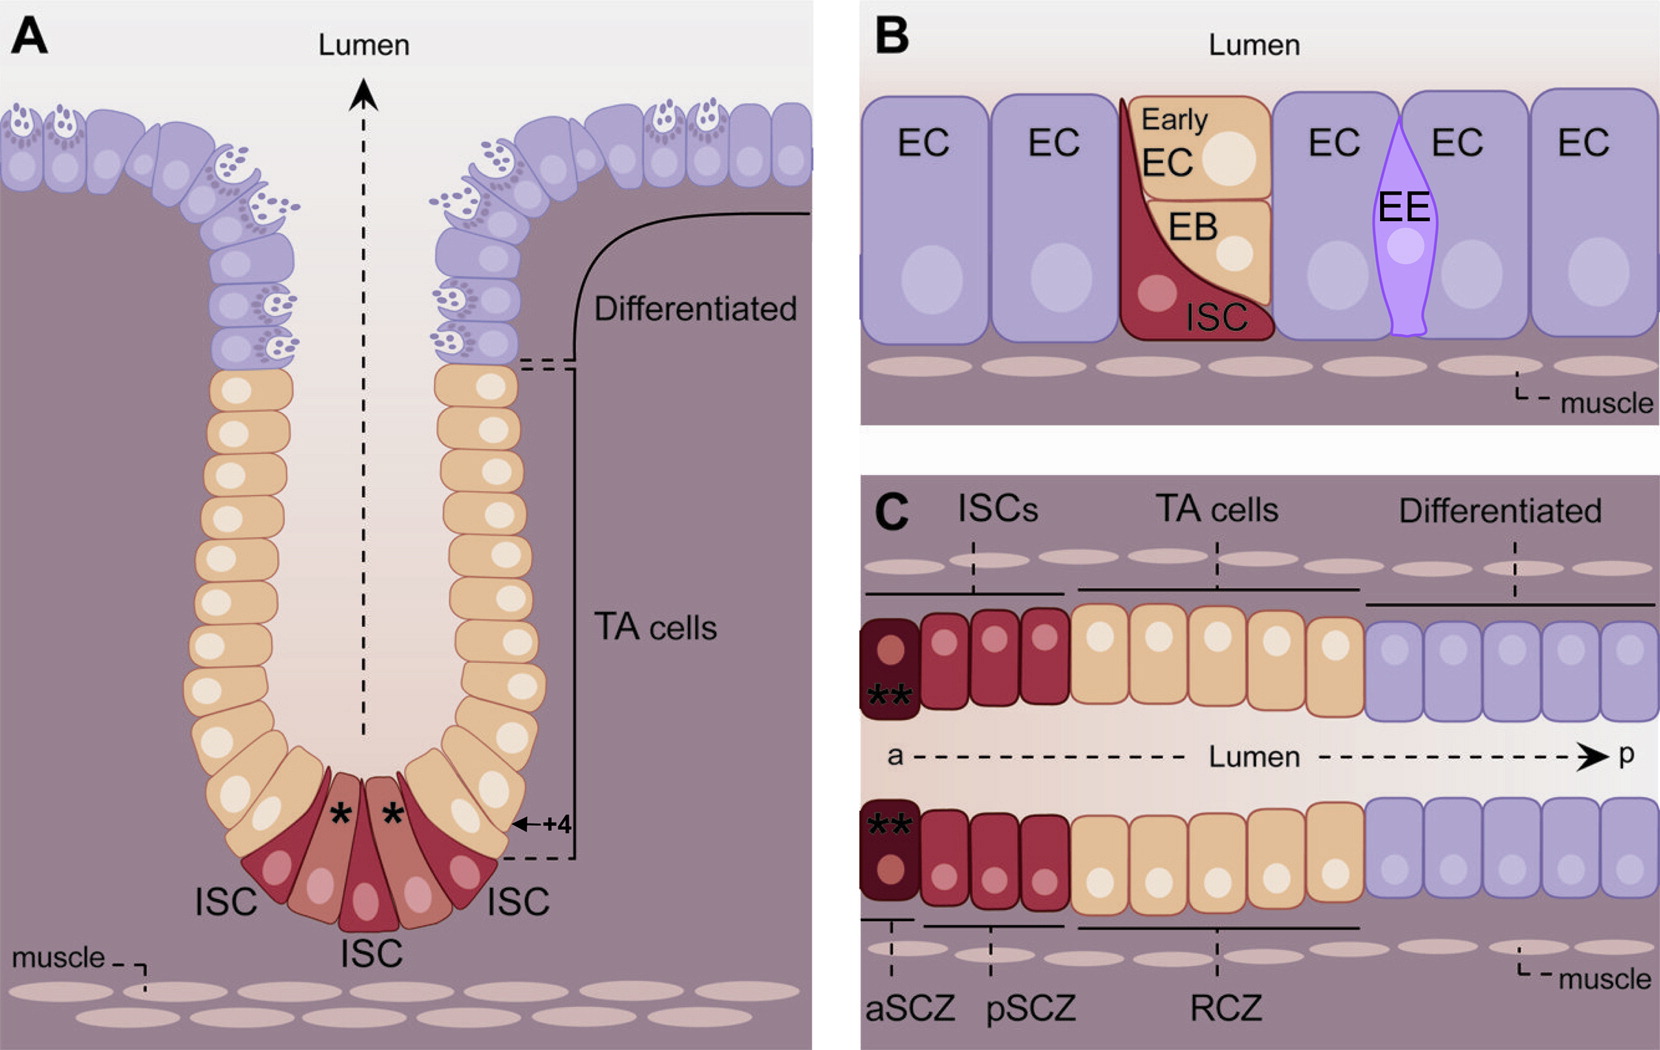 A
Lumen
Differentiated
TA cells
+4
*
*
ISC
ISC
ISC
muscle
B
Lumen
EC
EC
Early
EC
EB
ISC
EC
EE
EC
EC
muscle
C
ISCs
TA cells
Differentiated
**
a
Lumen
p
**
aSCZ
pSCZ
RCZ
muscle